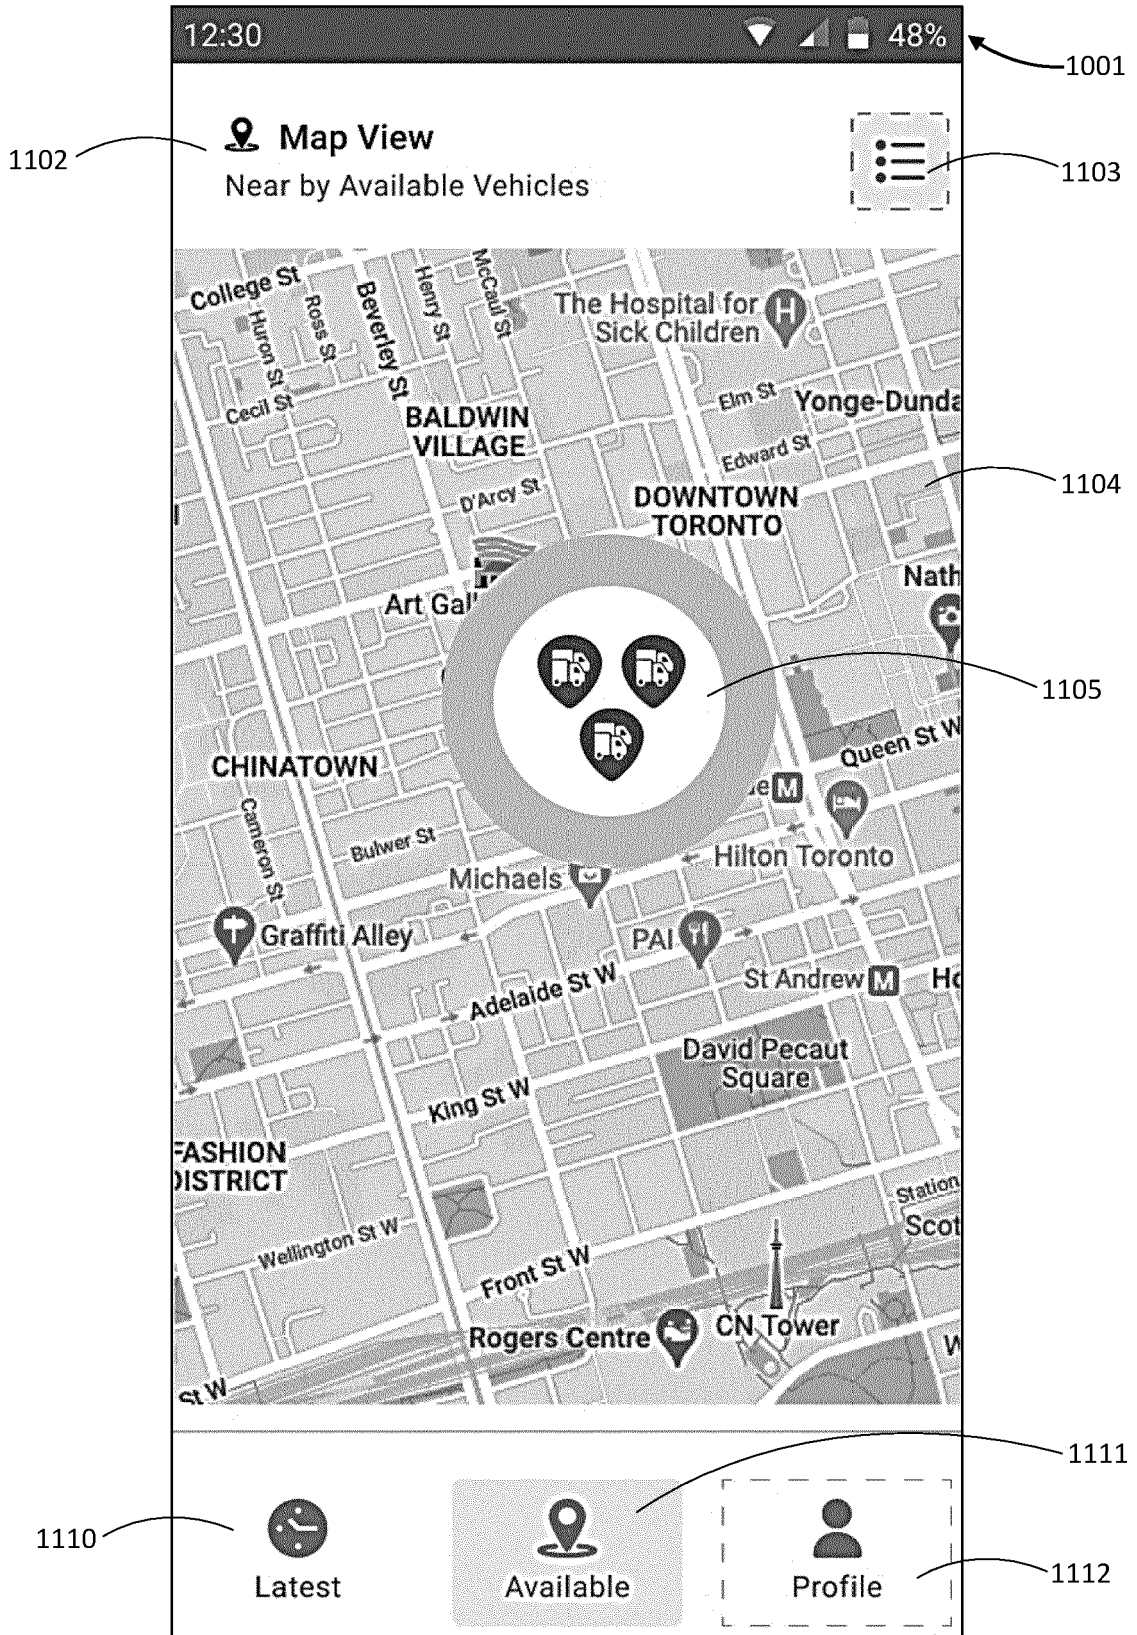 12:30
48%
1001
Map View
1102
Near by Available Vehicles
1103
College St
Ross St
Huron St
Beverley St
Henry St
McCaul St
The Hospital for
Sick Children
H
Cecil St
Elm St
Yonge-Dunda
BALDWIN
VILLAGE
Edward St
D'Arcy St
DOWNTOWN
TORONTO
1104
Nath
Art Gal
1105
Queen St W
CHINATOWN
M
Cameron St
Bulwer St
Hilton Toronto
Michaels
Graffiti Alley
PAI
St Andrew
M
Adelaide St W
David Pecaut
Square
King St W
FASHION
DISTRICT
Station
Scot
Wellington St W
Front St W
Rogers Centre
CN Tower
W
St W
1111
1110
Latest
Available
Profile
1112